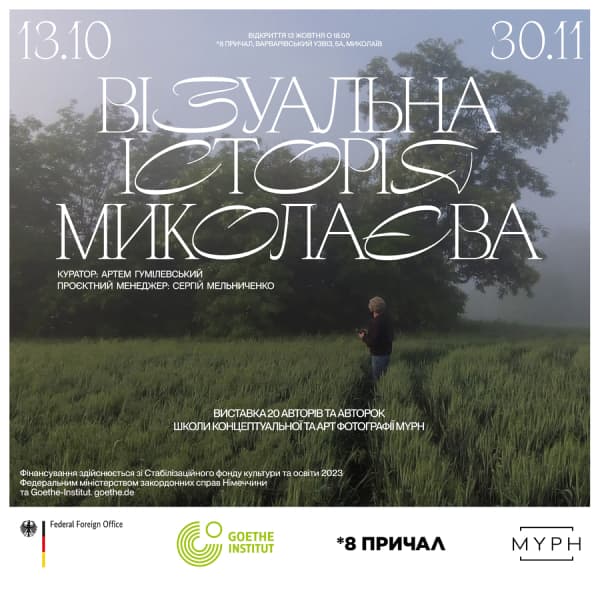 13.10
ВІДКРИТТЯ 13 ЖОВТНЯ О 18.00
*8 ПРИЧАЛ, ВАРВАРІВСЬКИЙ УЗВІЗ, 5А, МИКОЛАЇВ
30.11
ВІЗУАЛЬНА
ІСТОРІЯ
МИКОЛАЄВА
КУРАТОР: АРТЕМ ГУМІЛЕВСЬКИЙ
ПРОЄКТНИЙ МЕНЕДЖЕР: СЕРГІЙ МЕЛЬНИЧЕНКО
ВИСТАВКА 20 АВТОРІВ ТА АВТОРОК
ШКОЛИ КОНЦЕПТУАЛЬНОЇ ТА АРТ ФОТОГРАФІЇ MYPH
Фінансування здійснюється зі Стабілізаційного фонду культури та освіти 2023
Федеральним міністерством закордонних справ Німеччини
та Goethe-Institut. goethe.de
Federal Foreign Office
GOETHE
INSTITUT
*8 ПРИЧАЛ
MYPH